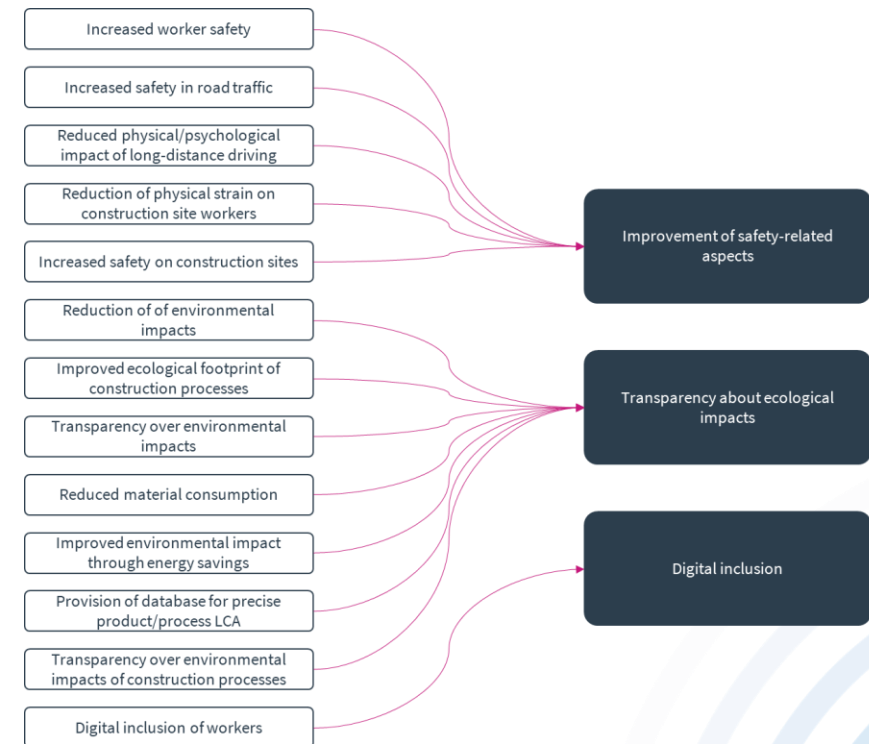 Increased worker safety
Increased safety in road traffic
Reduced physical/psychological
impact of long-distance driving
Reduction of physical strain on
construction site workers
Increased safety on construction sites
Reduction of of environmental
impacts
Improved ecological footprint of
construction processes
Transparency over environmental
impacts
Reduced material consumption
Improved environmental impact
through energy savings
Provision of database for precise
product/process LCA
Transparency over environmental
impacts of construction processes
Digital inclusion of workers
Improvement of safety-related
aspects
Transparency about ecological
impacts
Digital inclusion